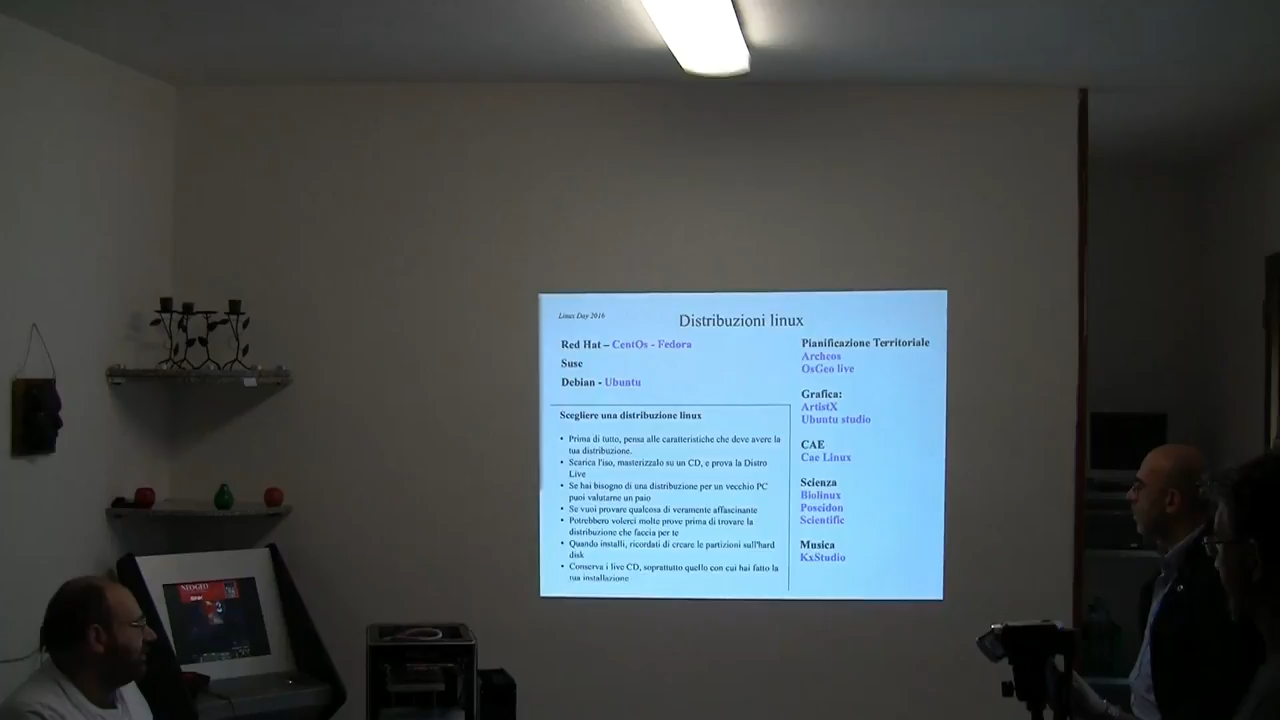 Linux Day 2016
Distribuzioni linux
Red Hat – CentOs - Fedora
Suse
Debian - Ubuntu
Scegliere una distribuzione linux
• Prima di tutto, pensa alle caratteristiche che deve avere la
tua distribuzione.
• Scarica l'iso, masterizzalo su un CD, e prova la Distro
Live
• Se hai bisogno di una distribuzione per un vecchio PC
puoi valutarne un paio
• Se vuoi provare qualcosa di veramente affascinante
• Potrebbero volerci molte prove prima di trovare la
distribuzione che faccia per te
• Quando installi, ricordati di creare le partizioni sull'hard
disk
• Conserva i live CD, soprattutto quello con cui hai fatto la
tua installazione
Pianificazione Territoriale
Archeos
OsGeo live
Grafica:
ArtistX
Ubuntu studio
CAE
Cae Linux
Scienza
Biolinux
Poseidon
Scientific
Musica
KxStudio
NEOGEO